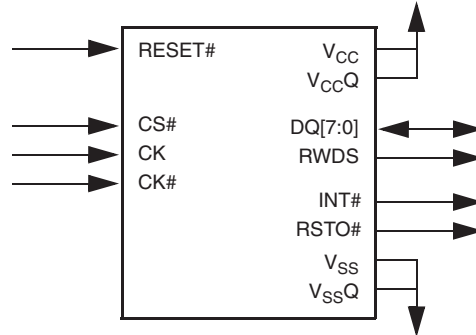 RESET#
CS#
CK
CK#
V_CC
V_CCQ
DQ[7:0]
RWDS
INT#
RSTO#
V_SS
V_SSQ